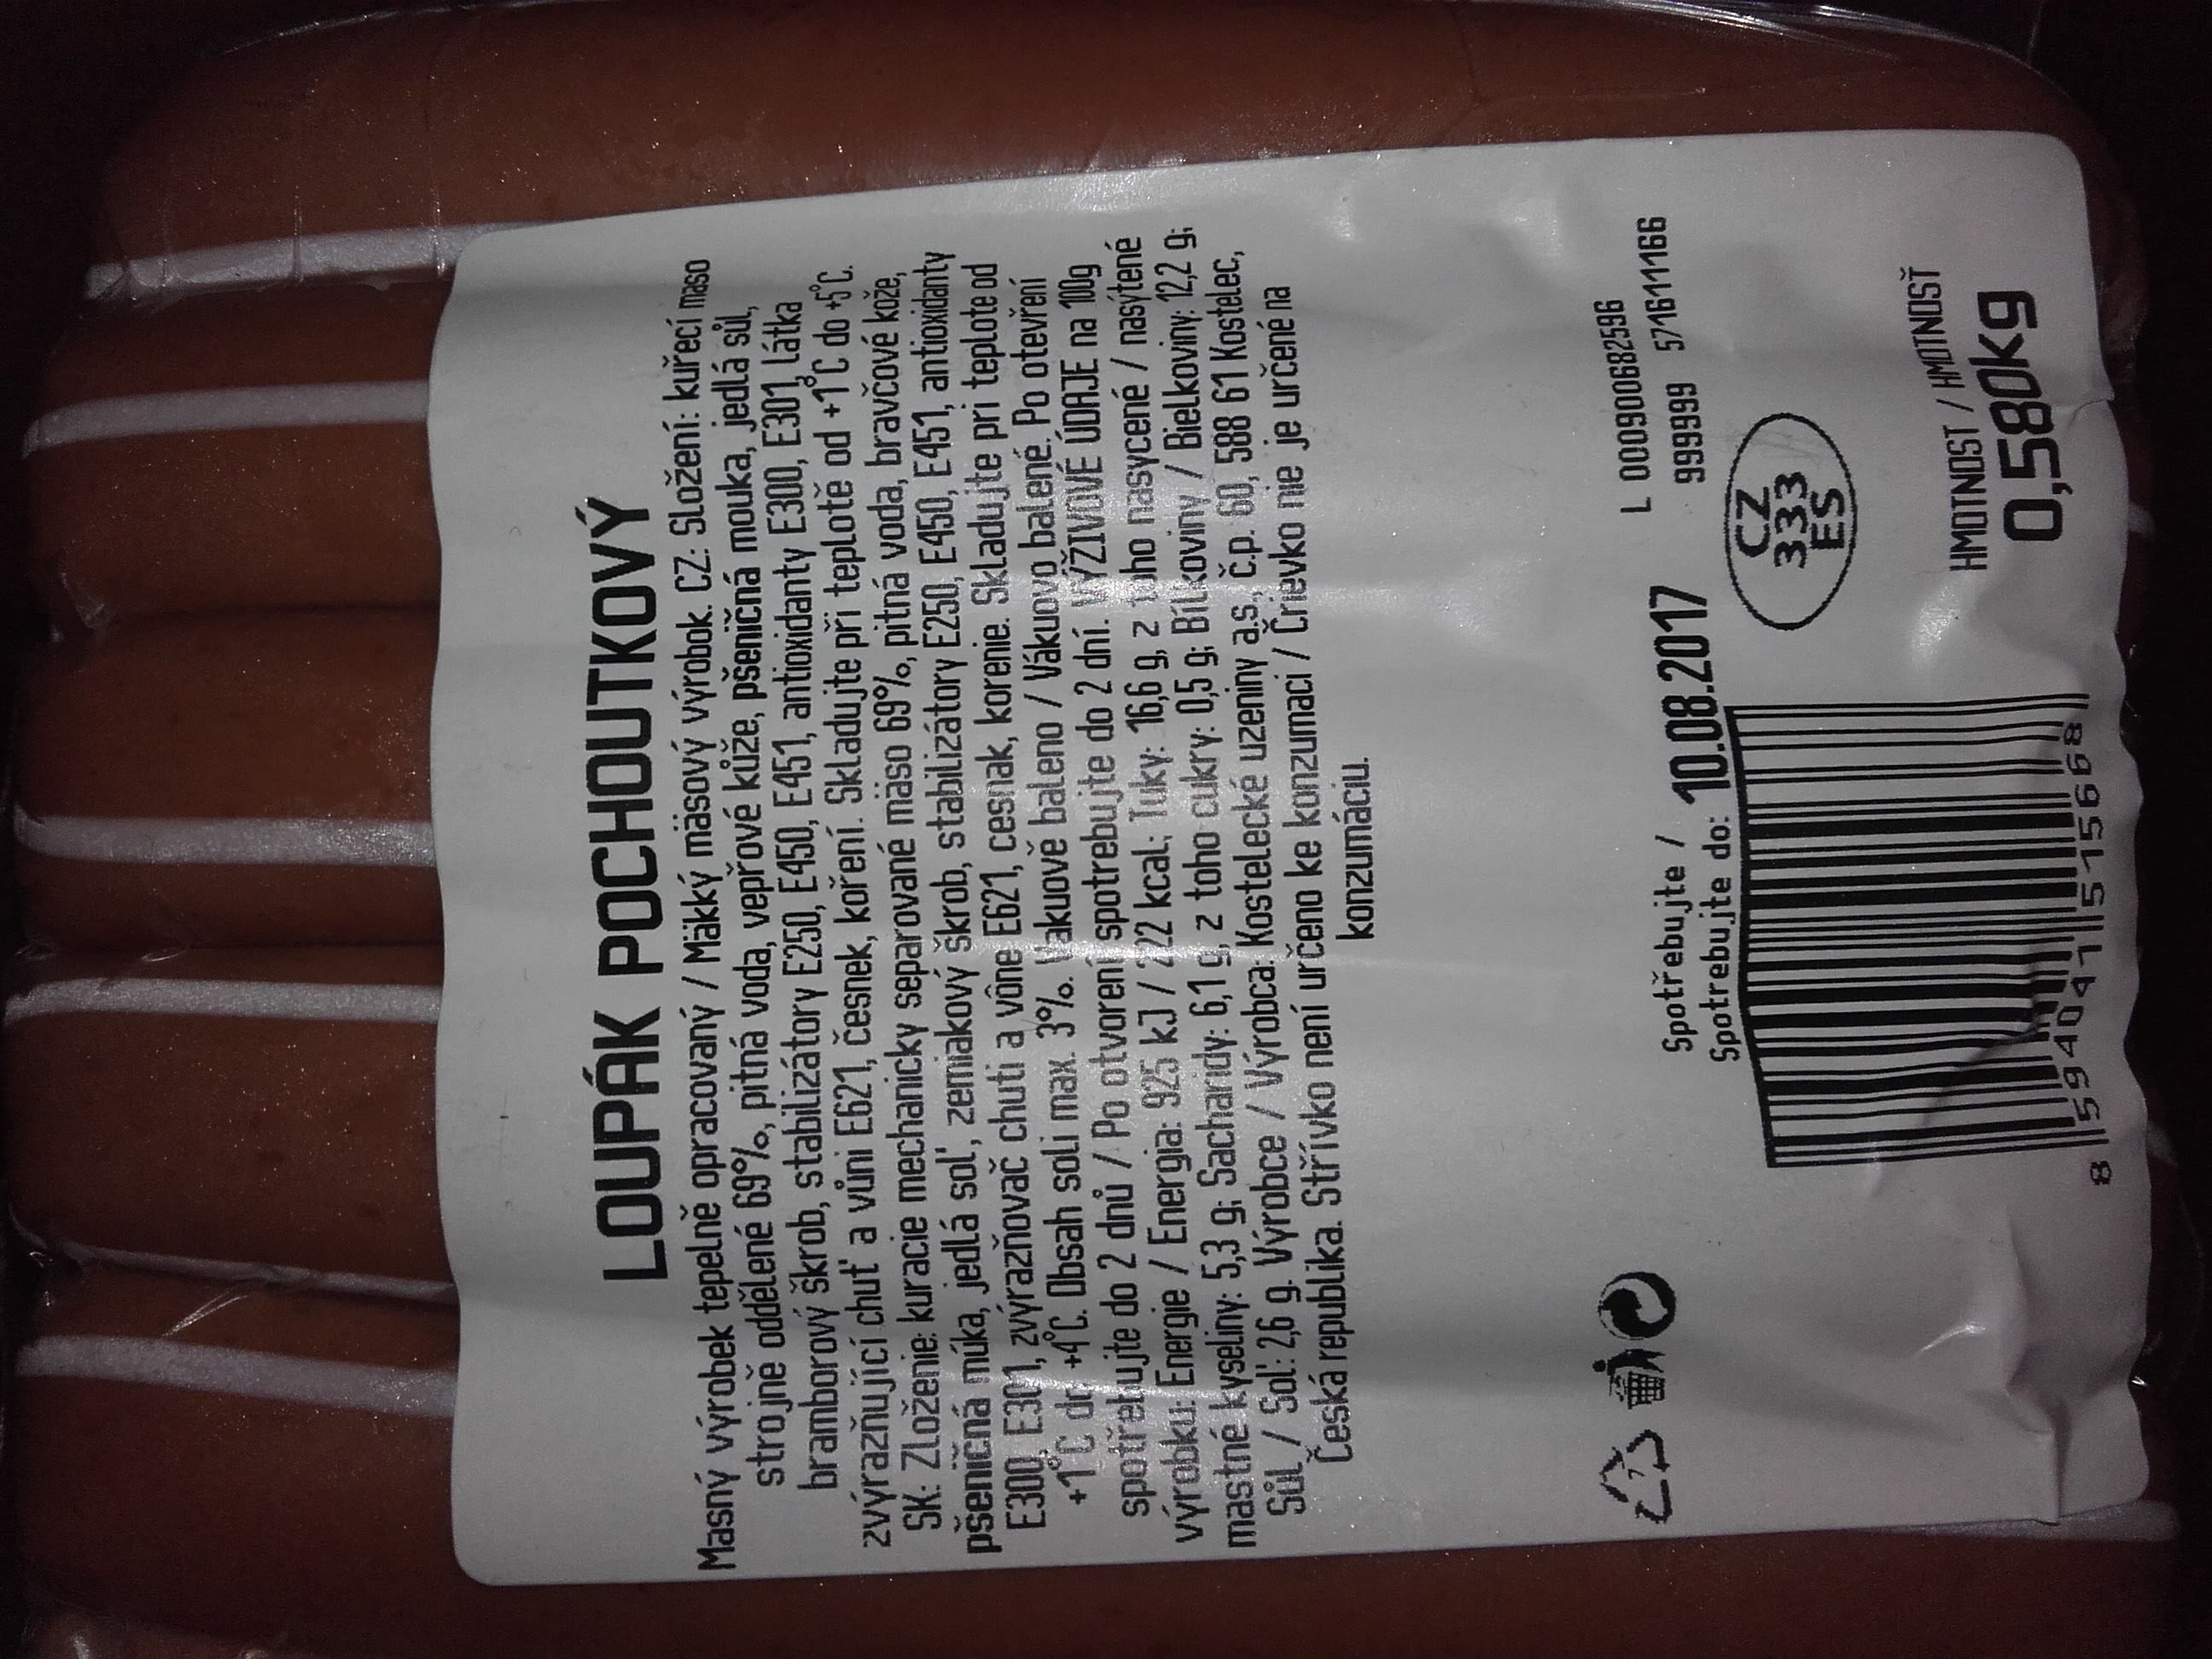 LOUPÁK POCHOUTKOVÝ
Masný výrobek tepelně opracovaný / Mäkký mäsový výrobok. CZ: Složení: kuřecí maso
strojně oddělené 69%, pitná voda, vepřové kůže, pšeničná mouka, jedlá sůl,
bramborový škrob, stabilizátory E250, E450, E451, antioxidanty E300, E301, látka
zvýrazňující chuť a vůni E621, česnek, koření. Skladujte při teplotě od +1°C do +5°C.
SK: Zloženie: kuracie mechanicky separované mäso 69%, pitná voda, bravčové kože,
pšeničná múka, jedlá soľ, zemiakový škrob, stabilizátory E250, E450, E451, antioxidanty
E300, E301, zvýrazňovač chuti a vône E621, cesnak, korenie. Skladujte pri teplote od
+1°C do +4°C. Obsah soli max. 3%. Vakuově baleno / Vákuovo balené. Po otevření
spotřebujte do 2 dnů / Po otvorení spotrebujte do 2 dní. VÝŽIVOVÉ ÚDAJE na 100g
výrobku: Energie / Energia: 925 kJ / 222 kcal; Tuky: 16,6 g, z toho nasycené / nasýtené
mastné kyseliny: 5,3 g; Sacharidy: 6,1 g, z toho cukry: 0,5 g; Bílkoviny / Bielkoviny: 12,2 g;
Sůl / Soľ: 2,6 g. Výrobce / Výrobca: Kostelecké uzeniny a.s., č.p. 60, 588 61 Kostelec,
Česká republika. Střívko není určeno ke konzumaci / Črievko nie je určené na
konzumáciu.
L 0009000682596
999999 5716111166
Spotřebujte /
Spotrebujte do: 10.08.2017
CZ
333
ES
HMOTNOST / HMOTNOSŤ
0,580kg
8 594041 515668